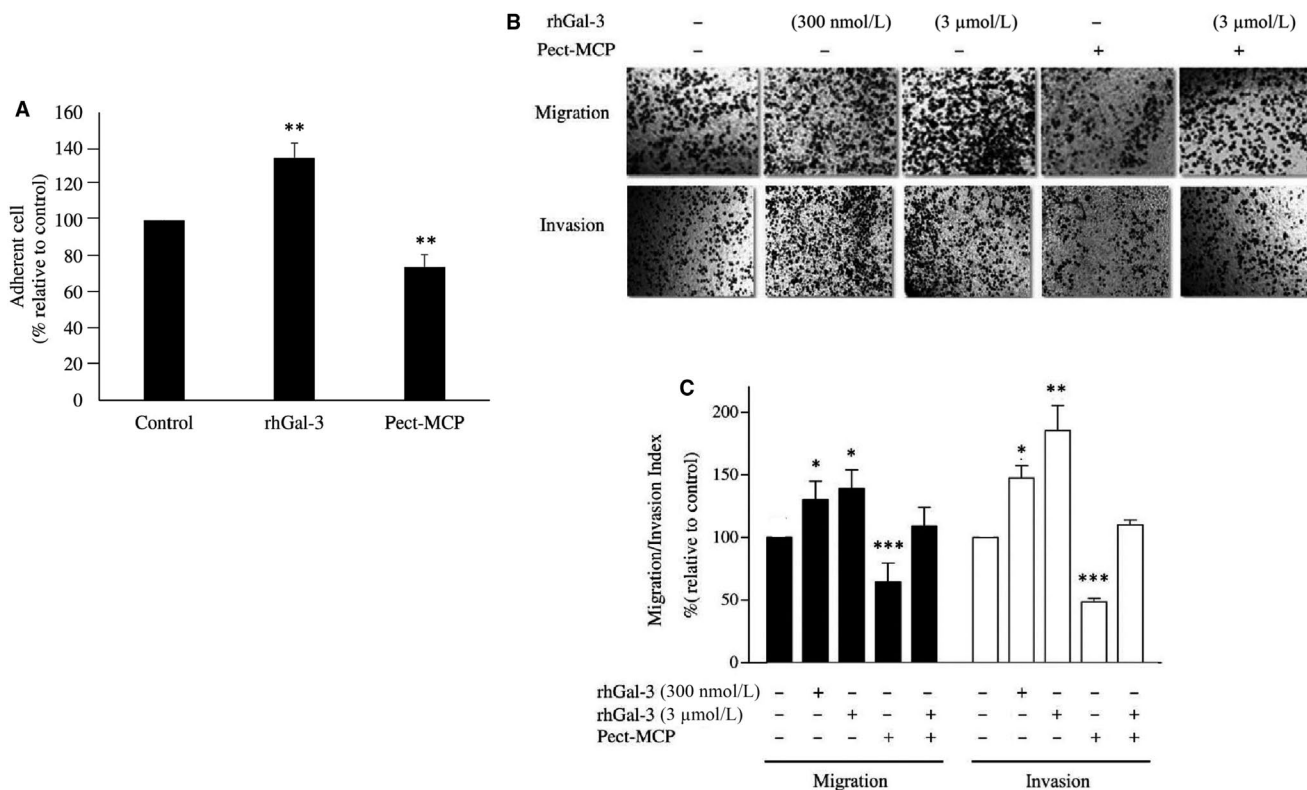 A
160
140
120
100
80
60
40
20
0
Adherent cell
(% relative to control)
**
**
Control rhGal-3 Pect-MCP
B
rhGal-3 – (300 nmol/L) (3 µmol/L) – (3 µmol/L)
Pect-MCP – – – + +
Migration
Invasion
C
200
150
100
50
0
Migration/Invasion Index
%( relative to control)
* * *** * ** ***
rhGal-3 (300 nmol/L) – + – – – – + – – –
rhGal-3 (3 µmol/L) – – + – + – – + – +
Pect-MCP – – – + + – – – + +
Migration Invasion